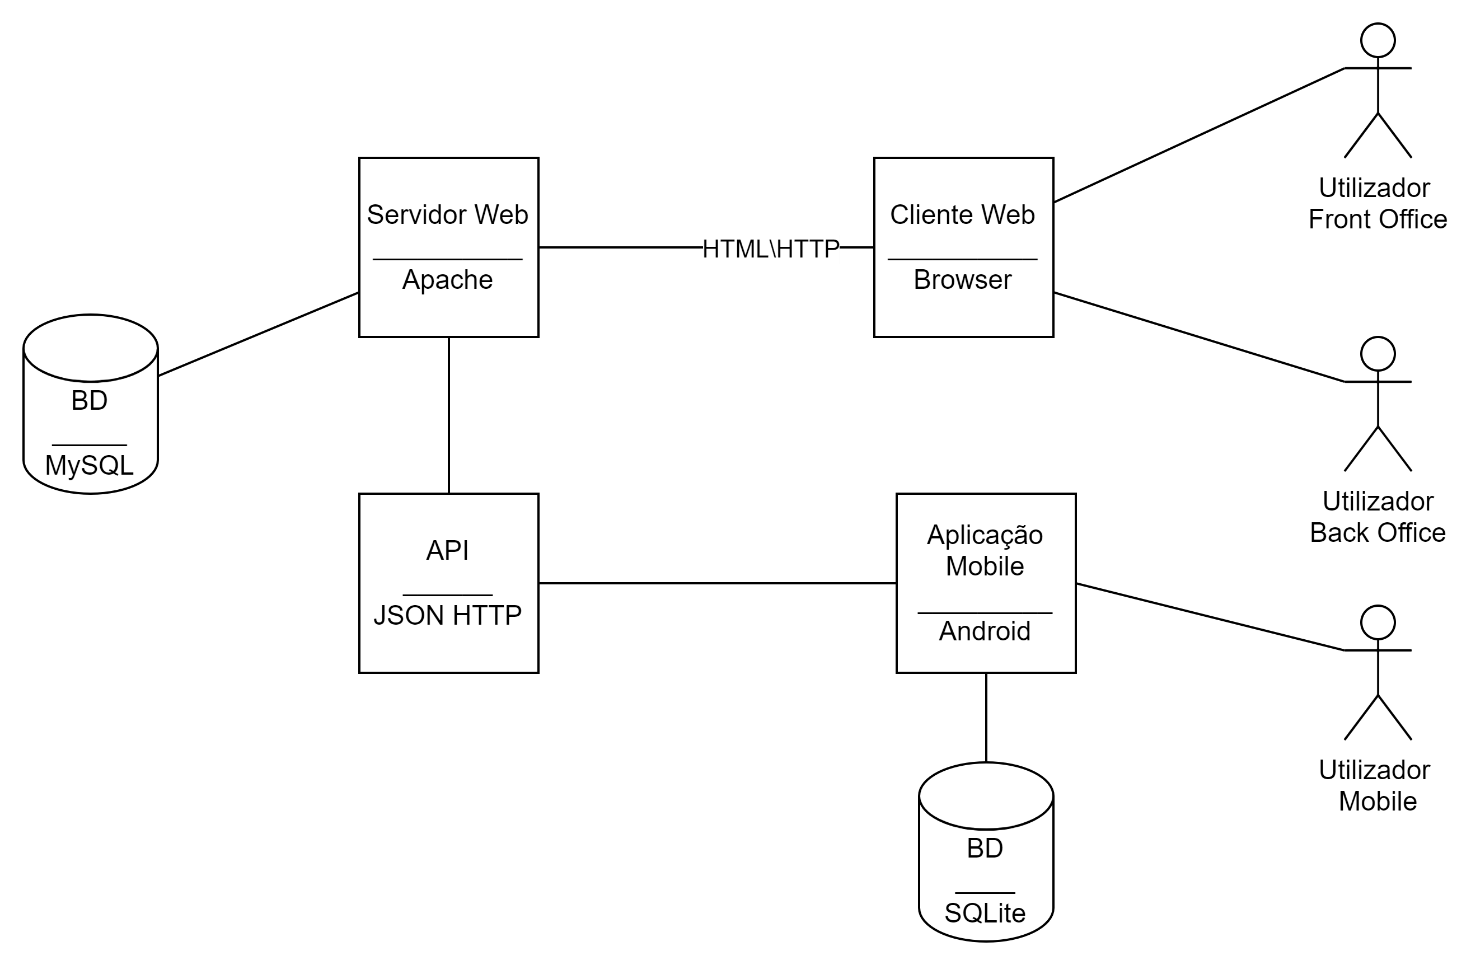 Utilizador
Front Office
Servidor Web
Apache
HTML\HTTP
Cliente Web
Browser
BD
MySQL
Utilizador
Back Office
API
JSON HTTP
Aplicação
Mobile
Android
Utilizador
Mobile
BD
SQLite